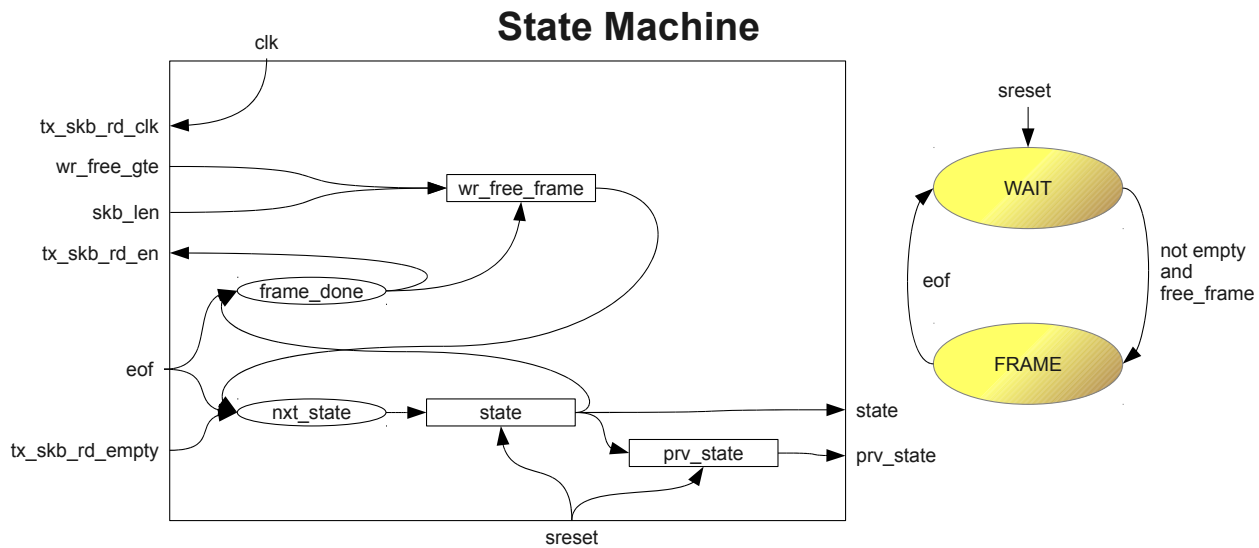 State Machine
clk
tx_skb_rd_clk
wr_free_gte
skb_len
tx_skb_rd_en
eof
tx_skb_rd_empty
wr_free_frame
frame_done
nxt_state
state
prv_state
state
prv_state
sreset
sreset
WAIT
eof
not empty
and
free_frame
FRAME